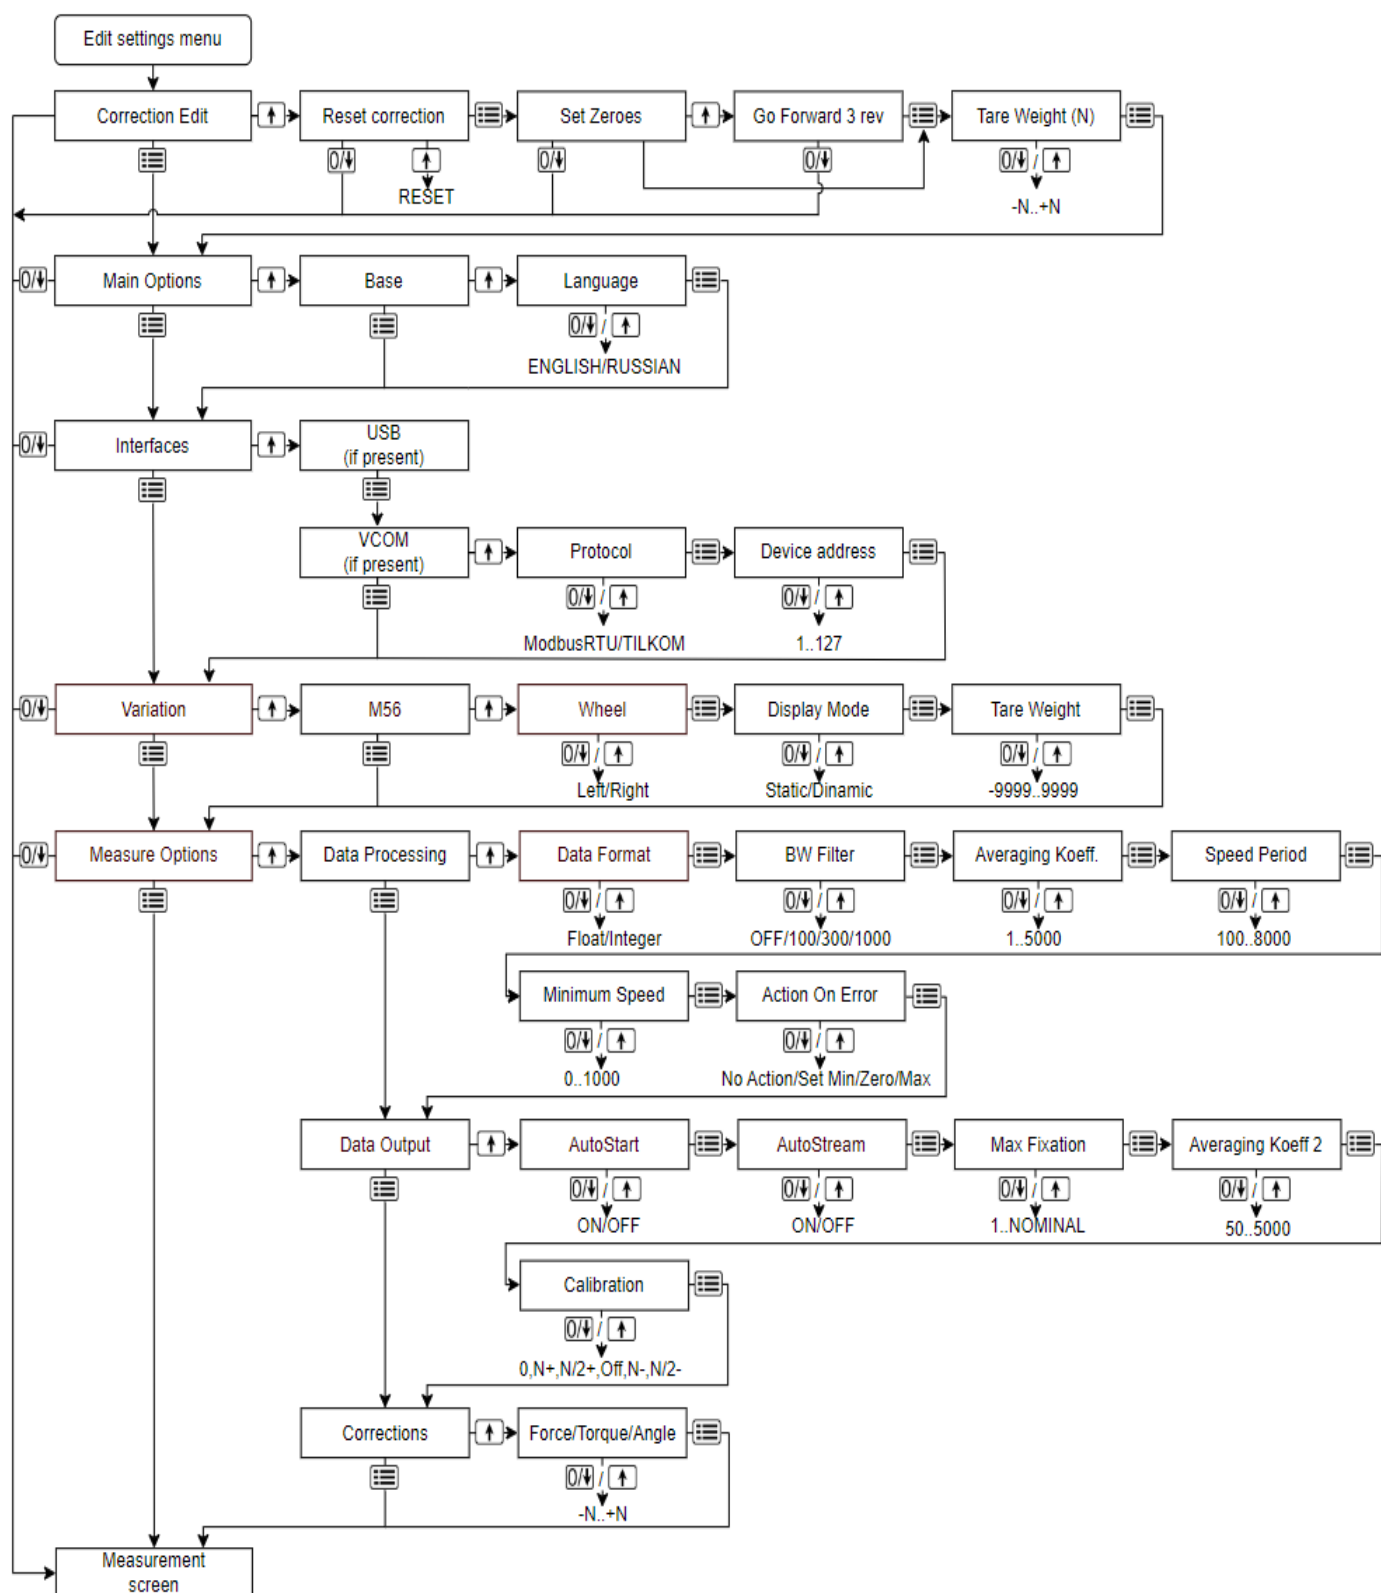 Edit settings menu
Correction Edit
Reset correction
Set Zeroes
Go Forward 3 rev
Tare Weight (N)
0/↓
↑
0/↓
0/↓
0/↓ / ↑
RESET
-N..+N
0/↓
Main Options
Base
Language
0/↓ / ↑
ENGLISH/RUSSIAN
0/↓
Interfaces
USB
(if present)
VCOM
(if present)
Protocol
Device address
0/↓ / ↑
0/↓ / ↑
ModbusRTU/TILKOM
1..127
0/↓
Variation
M56
Wheel
Display Mode
Tare Weight
0/↓ / ↑
0/↓ / ↑
0/↓ / ↑
Left/Right
Static/Dinamic
-9999..9999
0/↓
Measure Options
Data Processing
Data Format
BW Filter
Averaging Koeff.
Speed Period
0/↓ / ↑
0/↓ / ↑
0/↓ / ↑
0/↓ / ↑
Float/Integer
OFF/100/300/1000
1..5000
100..8000
Minimum Speed
Action On Error
0/↓ / ↑
0/↓ / ↑
0..1000
No Action/Set Min/Zero/Max
Data Output
AutoStart
AutoStream
Max Fixation
Averaging Koeff 2
0/↓ / ↑
0/↓ / ↑
0/↓ / ↑
0/↓ / ↑
ON/OFF
ON/OFF
1..NOMINAL
50..5000
Calibration
0/↓ / ↑
0,N+,N/2+,Off,N-,N/2-
Corrections
Force/Torque/Angle
0/↓ / ↑
-N..+N
Measurement
screen